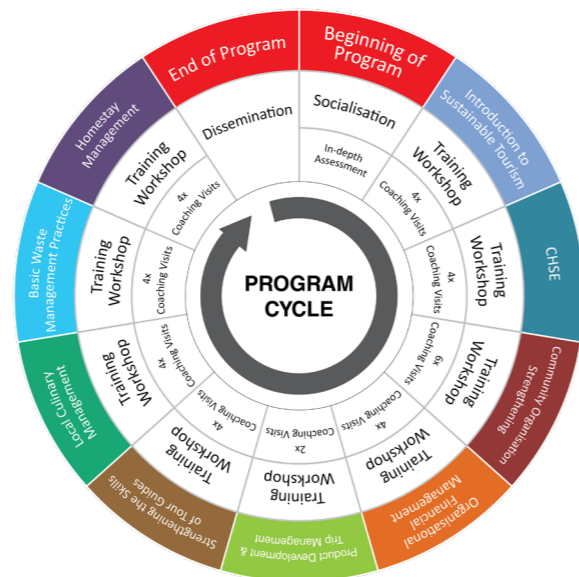 Beginning of
Program
Socialisation
In-depth
Assessment
Introduction to
Sustainable Tourism
Training
Workshop
4x
Coaching Visits
CHSE
Training
Workshop
4x
Coaching Visits
Community Organisation
Strengthening
Training
Workshop
6x
Coaching Visits
Organisational
Financial
Management
Training
Workshop
4x
Coaching Visits
Product Development &
Trip Management
Training
Workshop
2x
Coaching Visits
Strengthening the Skills
of Tour Guides
Training
Workshop
4x
Coaching Visits
Local Culinary
Management
Training
Workshop
4x
Coaching Visits
Basic Waste
Management Practices
Training
Workshop
4x
Coaching Visits
Homestay
Management
Training
Workshop
4x
Coaching Visits
End of Program
Dissemination
PROGRAM
CYCLE